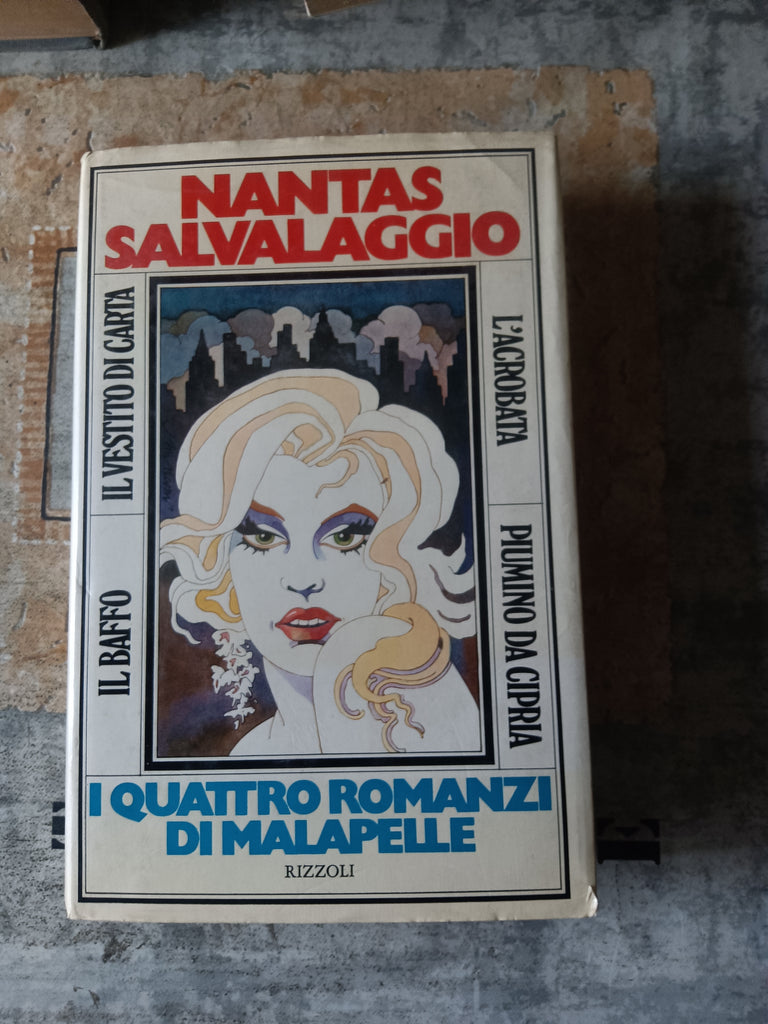 NANTAS
SALVALAGGIO
IL VESTITO DI CARTA
L'ACROBATA
IL BAFFO
PIUMINO DA CIPRIA
I QUATTRO ROMANZI
DI MALAPELLE
RIZZOLI